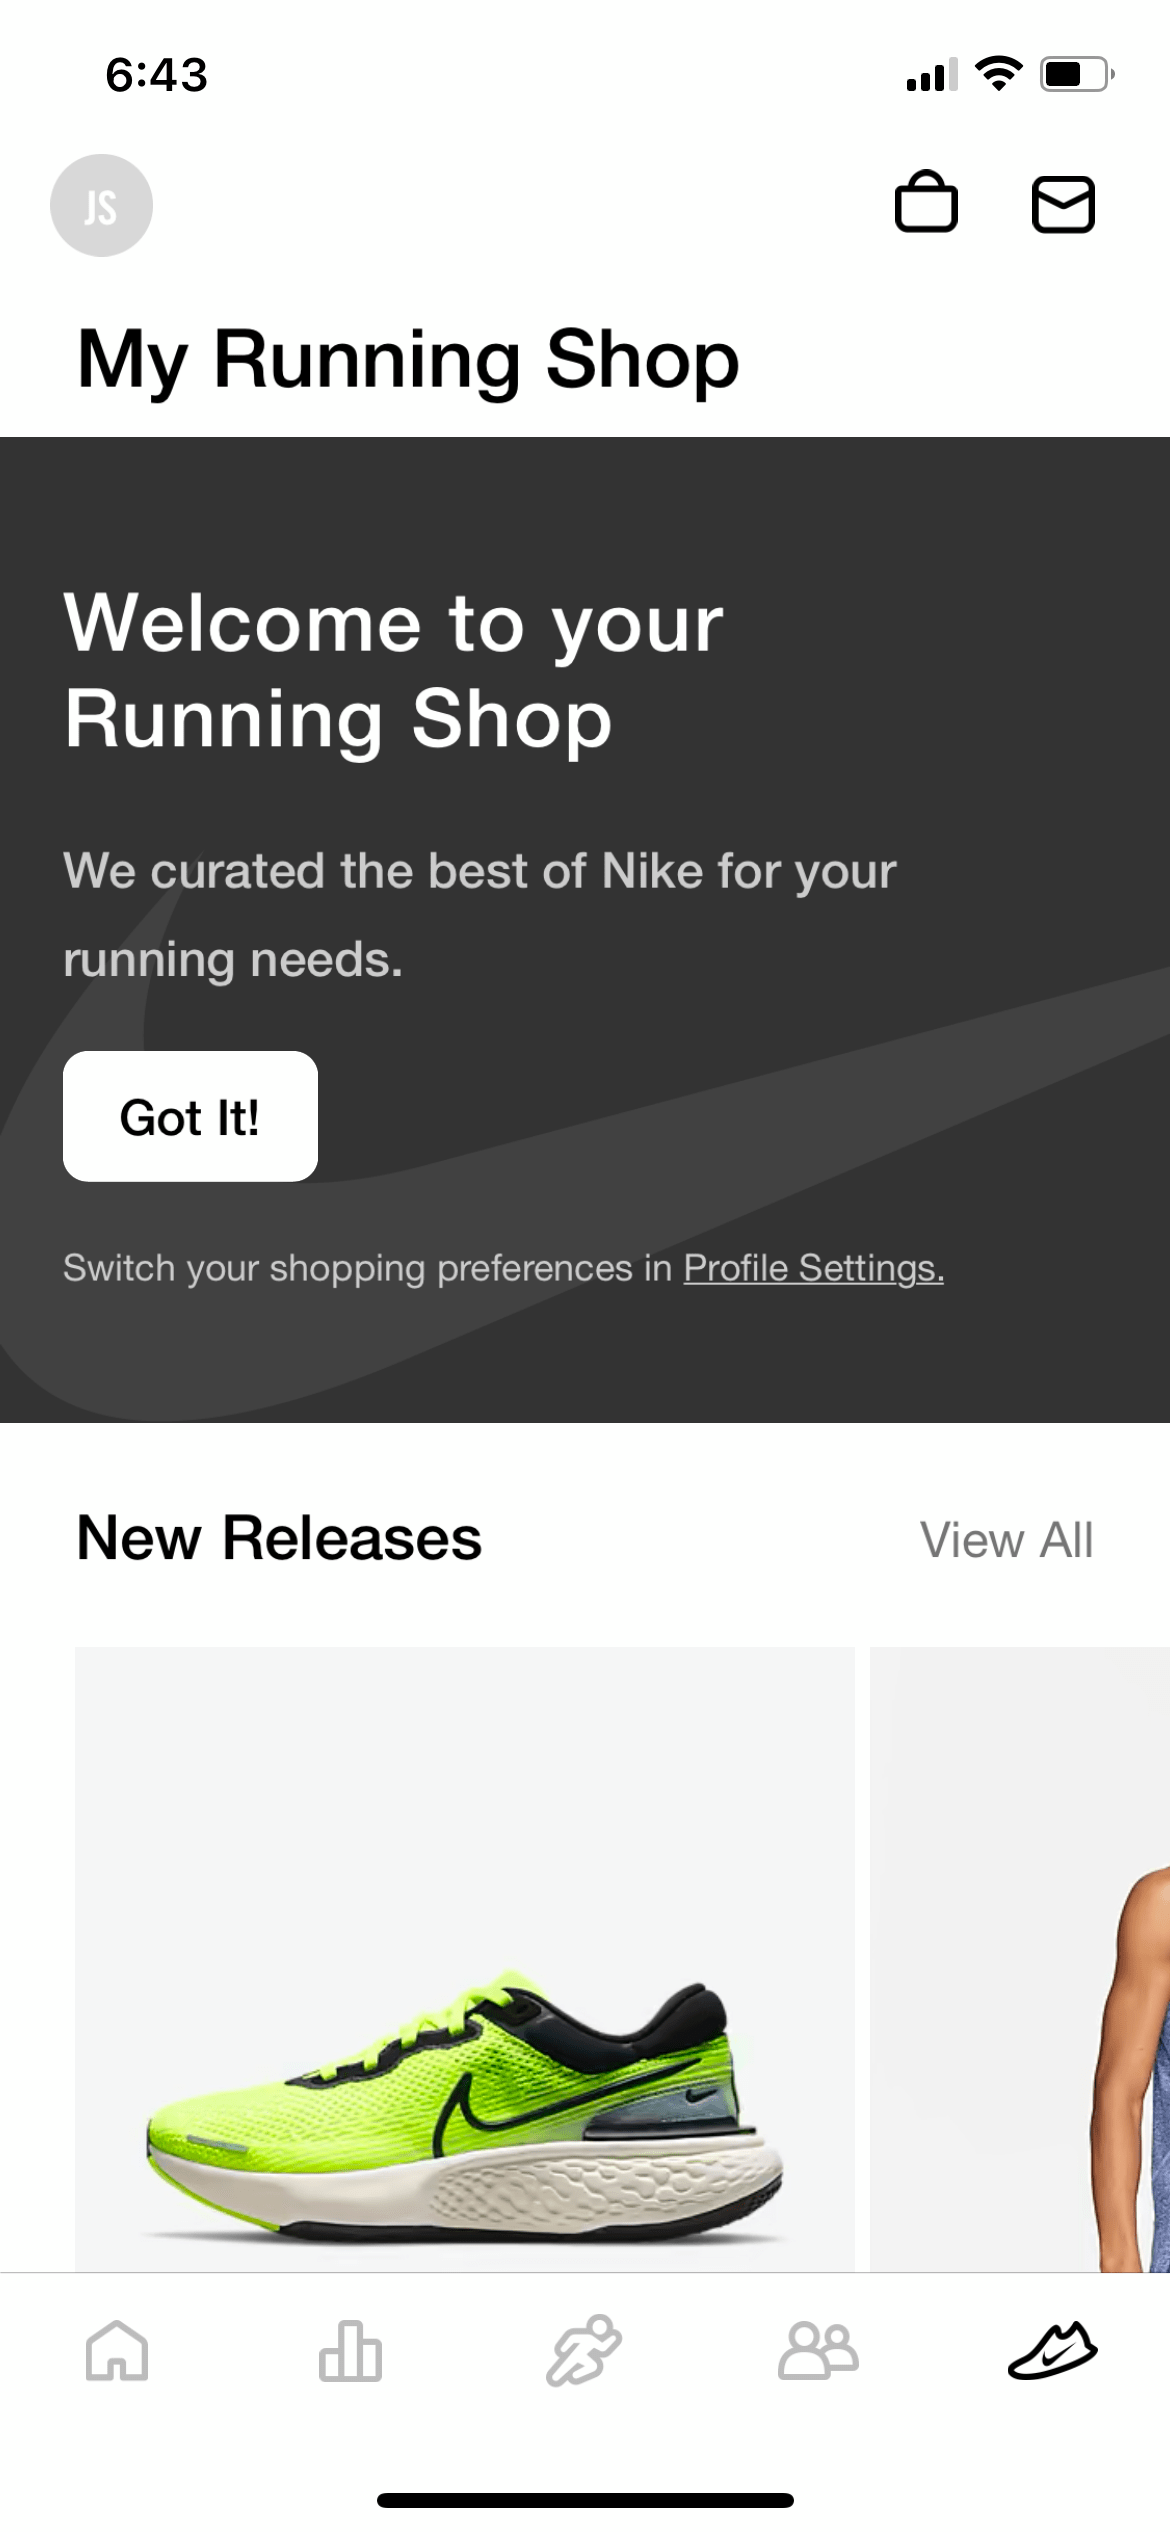 6:43
JS
My Running Shop
Welcome to your
Running Shop
We curated the best of Nike for your
running needs.
Got It!
Switch your shopping preferences in Profile Settings.
New Releases
View All